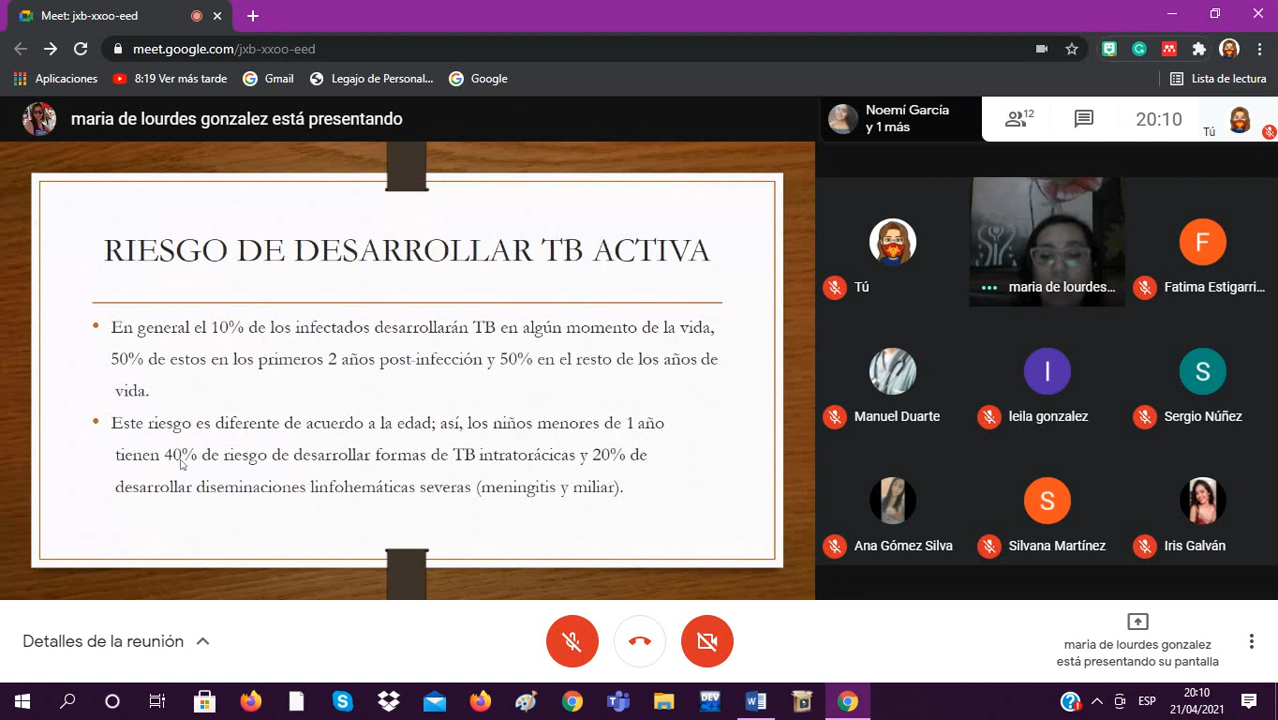 Meet: jxb-xxoo-eed
meet.google.com/jxb-xxoo-eed
Aplicaciones
8:19 Ver más tarde
Gmail
Legajo de Personal...
Google
Lista de lectura
maria de lourdes gonzalez está presentando
Noemí García
y 1 más
12
20:10
Tú
RIESGO DE DESARROLLAR TB ACTIVA
• En general el 10% de los infectados desarrollarán TB en algún momento de la vida,
50% de estos en los primeros 2 años post-infección y 50% en el resto de los años de
vida.
• Este riesgo es diferente de acuerdo a la edad; así, los niños menores de 1 año
tienen 40% de riesgo de desarrollar formas de TB intratorácicas y 20% de
desarrollar diseminaciones linfohemáticas severas (meningitis y miliar).
Tú
maria de lourdes...
F
Fatima Estigarri...
Manuel Duarte
I
leila gonzalez
S
Sergio Núñez
Ana Gómez Silva
S
Silvana Martínez
Iris Galván
Detalles de la reunión
maria de lourdes gonzalez
está presentando su pantalla
DEV
ESP
20:10
21/04/2021